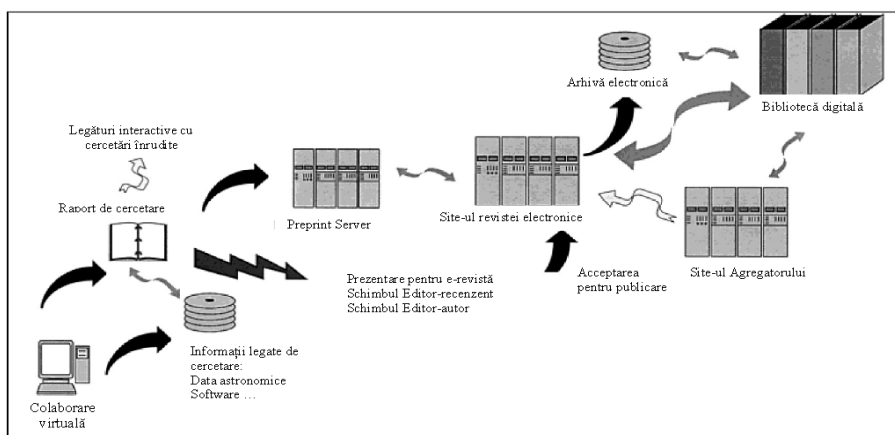 Legături interactive cu
cercetări înrudite
Raport de cercetare
Colaborare
virtuală
Informații legate de
cercetare:
Data astronomice
Software ...
Preprint Server
Prezentare pentru e-revistă
Schimbul Editor-recenzent
Schimbul Editor-autor
Site-ul revistei electronice
Acceptarea
pentru publicare
Arhivă electronică
Bibliotecă digitală
Site-ul Agregatorului